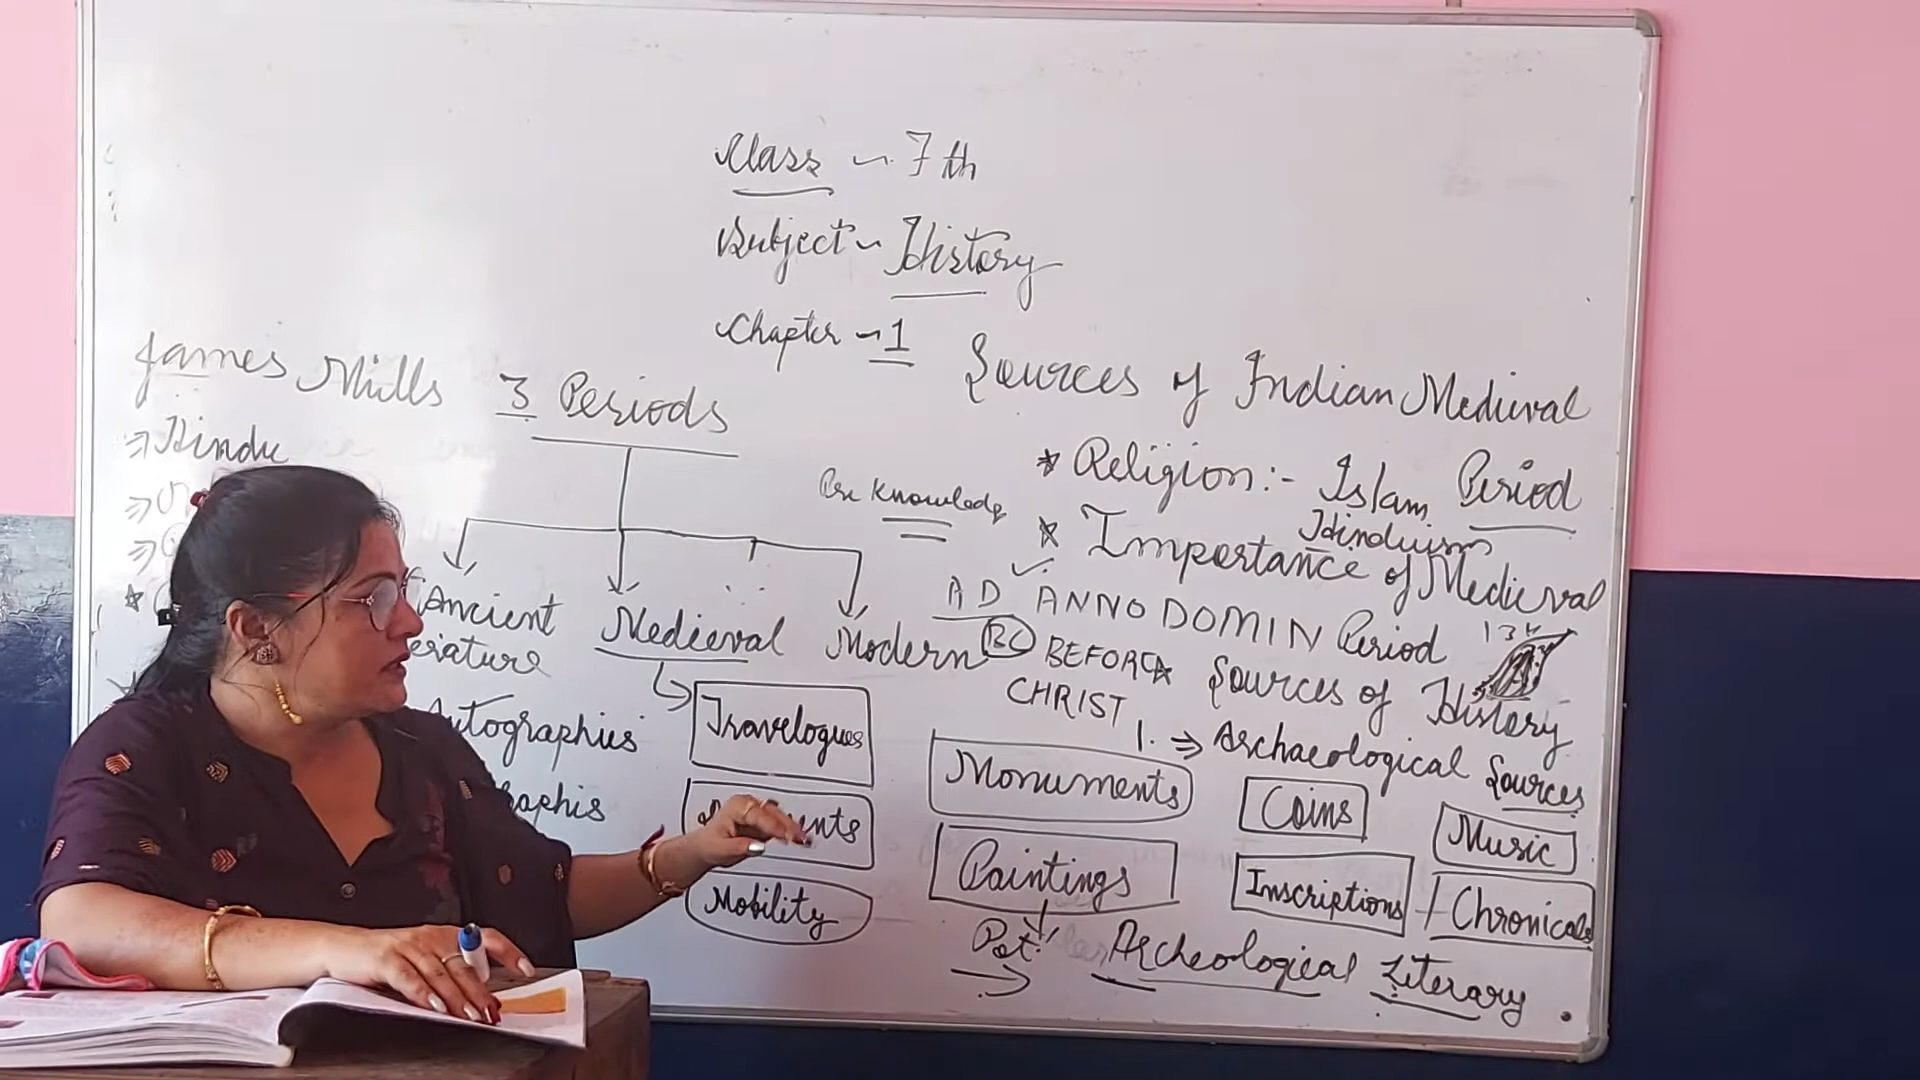 Class ~ 7th
Subject ~ History
Chapter ~ 1
Sources of Indian Medieval
Period
James Mills
⇒ Hindu
3 Periods
Ancient
Medieval
Modern
Travelogues
Mobility
Pre Knowledge
AD ✓ ANNO DOMIN
BC BEFORE
CHRIST
* Religion:- Islam
Hinduism
* Importance of Medieval
Period
* Sources of History
1. ⇒ Archaeological Sources
Monuments
Coins
Music
Paintings
Inscriptions
Chronicals
Pot.
Archeological Literary